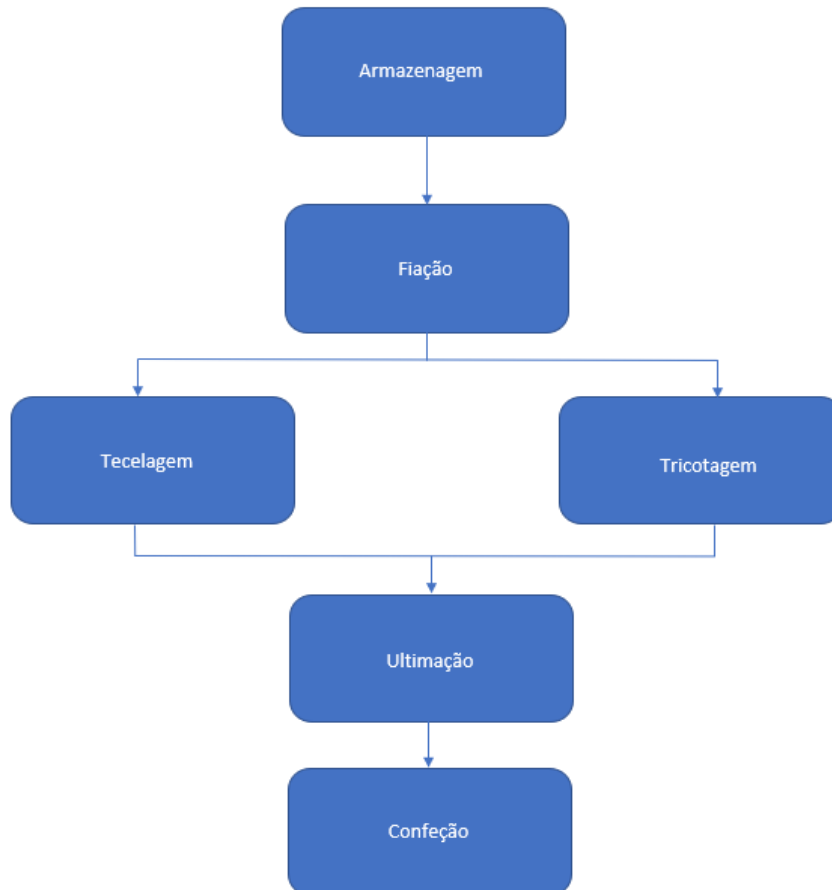 Armazenagem
Fiação
Tecelagem
Tricotagem
Ultimação
Confeção